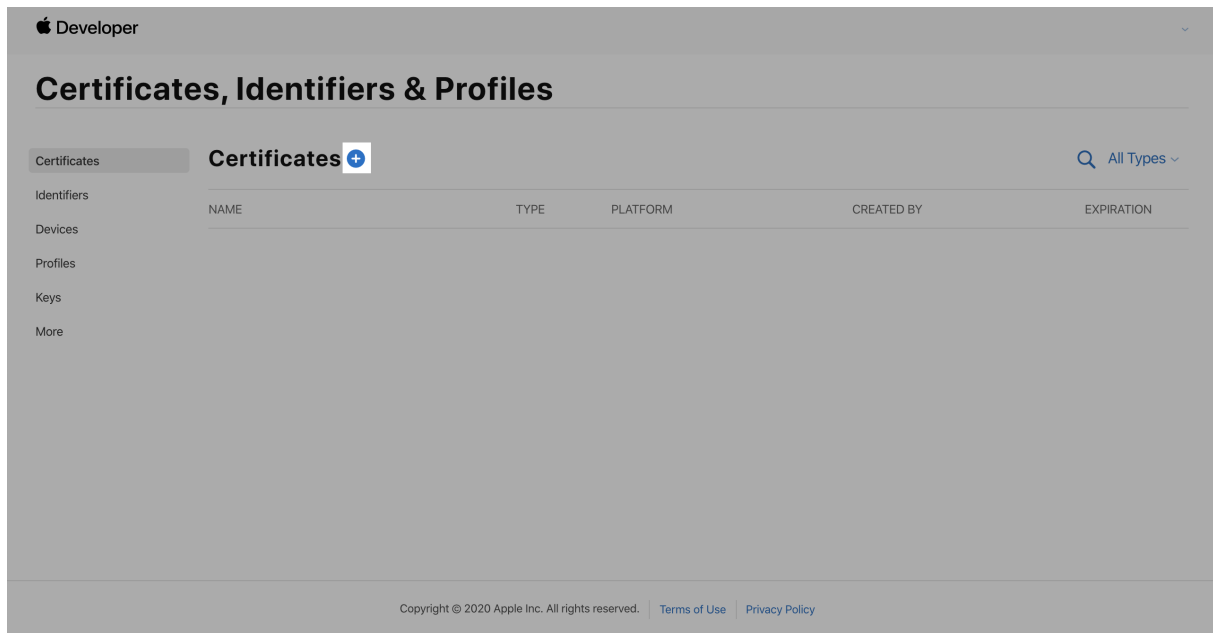 Developer
Certificates, Identifiers & Profiles
Certificates
Identifiers
Devices
Profiles
Keys
More
Certificates
All Types
NAME TYPE PLATFORM CREATED BY EXPIRATION
Copyright © 2020 Apple Inc. All rights reserved. Terms of Use Privacy Policy